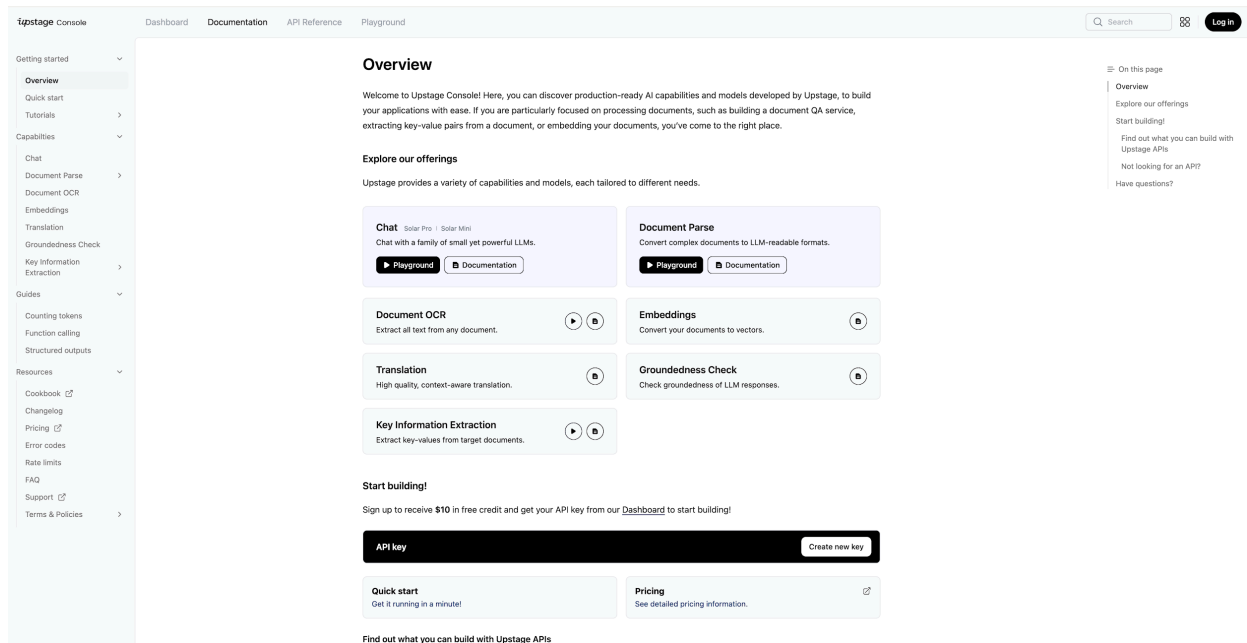 upstage Console
Dashboard
Documentation
API Reference
Playground
Search
Log in
Getting started
Overview
Quick start
Tutorials
Capabilties
Chat
Document Parse
Document OCR
Embeddings
Translation
Groundedness Check
Key Information
Extraction
Guides
Counting tokens
Function calling
Structured outputs
Resources
Cookbook
Changelog
Pricing
Error codes
Rate limits
FAQ
Support
Terms & Policies
Overview
Welcome to Upstage Console! Here, you can discover production-ready AI capabilities and models developed by Upstage, to build
your applications with ease. If you are particularly focused on processing documents, such as building a document QA service,
extracting key-value pairs from a document, or embedding your documents, you've come to the right place.
Explore our offerings
Upstage provides a variety of capabilities and models, each tailored to different needs.
Chat Solar Pro | Solar Mini
Chat with a family of small yet powerful LLMs.
Playground
Documentation
Document Parse
Convert complex documents to LLM-readable formats.
Playground
Documentation
Document OCR
Extract all text from any document.
Embeddings
Convert your documents to vectors.
Translation
High quality, context-aware translation.
Groundedness Check
Check groundedness of LLM responses.
Key Information Extraction
Extract key-values from target documents.
Start building!
Sign up to receive $10 in free credit and get your API key from our Dashboard to start building!
API key
Create new key
Quick start
Get it running in a minute!
Pricing
See detailed pricing information.
Find out what you can build with Upstage APIs
On this page
Overview
Explore our offerings
Start building!
Find out what you can build with
Upstage APIs
Not looking for an API?
Have questions?